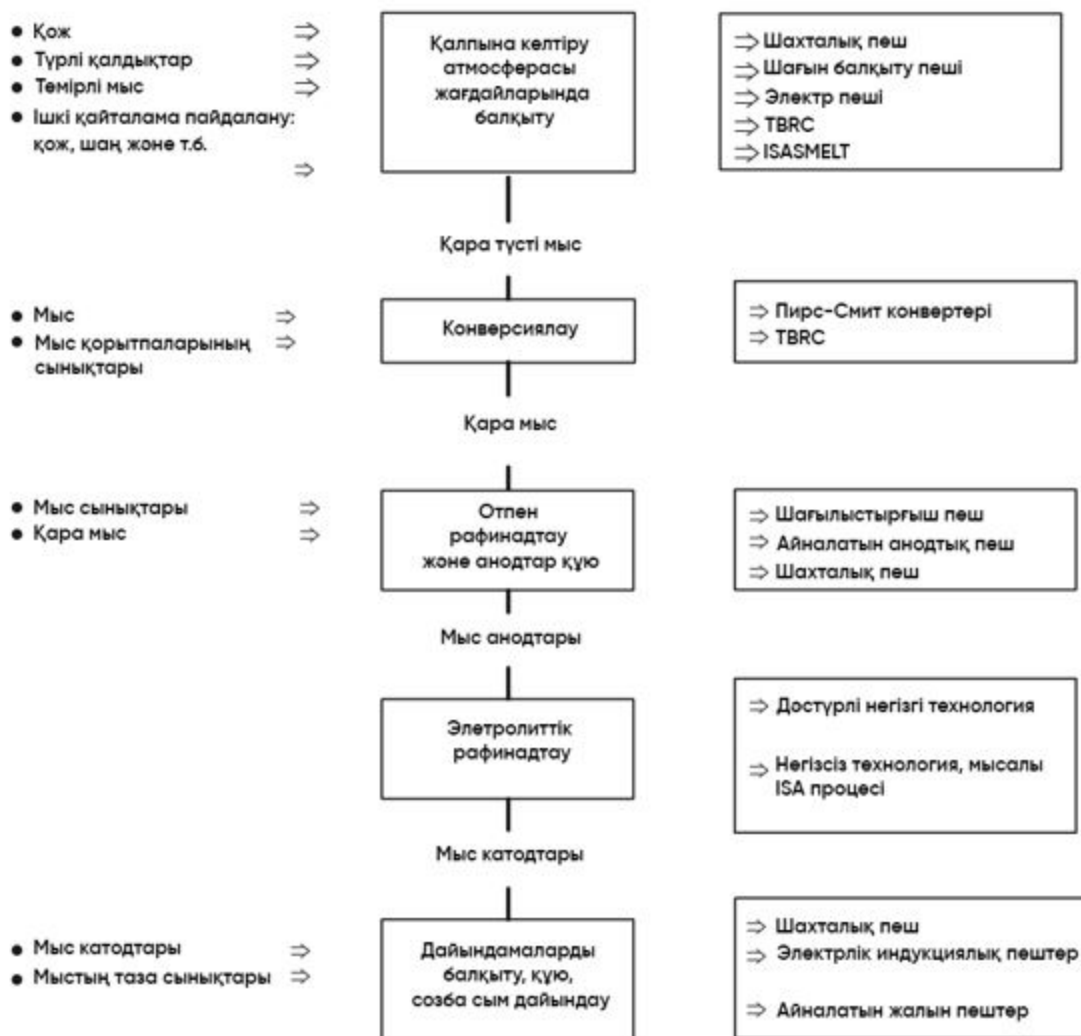 ● Қож ⇒
● Түрлі қалдықтар ⇒
● Темірлі мыс ⇒
● Ішкі қайталама пайдалану:
қож, шаң және т.б.
⇒
Қалпына келтіру
атмосферасы
жағдайларында
балқыту
⇒ Шахталық пеш
⇒ Шағын балқыту пеші
⇒ Электр пеші
⇒ TBRC
⇒ ISASMELT
Қара түсті мыс
● Мыс ⇒
● Мыс қорытпаларының ⇒
сынықтары
Конверсиялау
⇒ Пирс-Смит конвертері
⇒ TBRC
Қара мыс
● Мыс сынықтары ⇒
● Қара мыс ⇒
Отпен
рафинадтау
және анодтар құю
⇒ Шағылыстырғыш пеш
⇒ Айналатын анодтық пеш
⇒ Шахталық пеш
Мыс анодтары
Элетролиттік
рафинадтау
⇒ Дәстүрлі негізгі технология
⇒ Негізсіз технология, мысалы
ISA процесі
Мыс катодтары
● Мыс катодтары ⇒
● Мыстың таза сынықтары ⇒
Дайындамаларды
балқыту, құю,
созба сым дайындау
⇒ Шахталық пеш
⇒ Электрлік индукциялық пештер
⇒ Айналатын жалын пештер